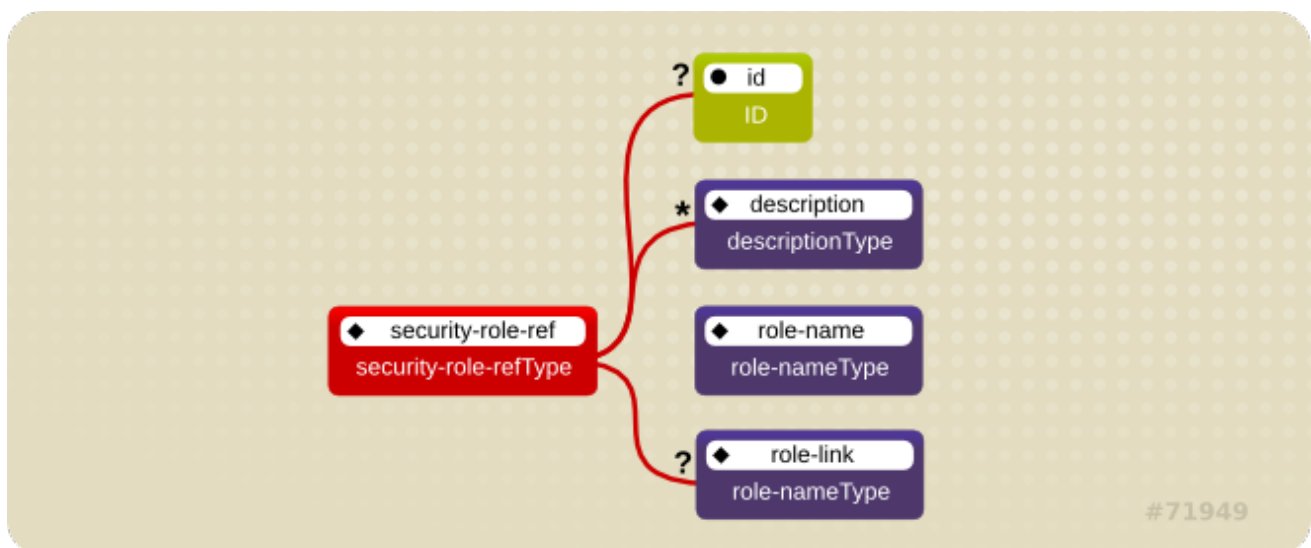 ?
id
ID
*
description
descriptionType
security-role-ref
security-role-refType
role-name
role-nameType
?
role-link
role-nameType
#71949